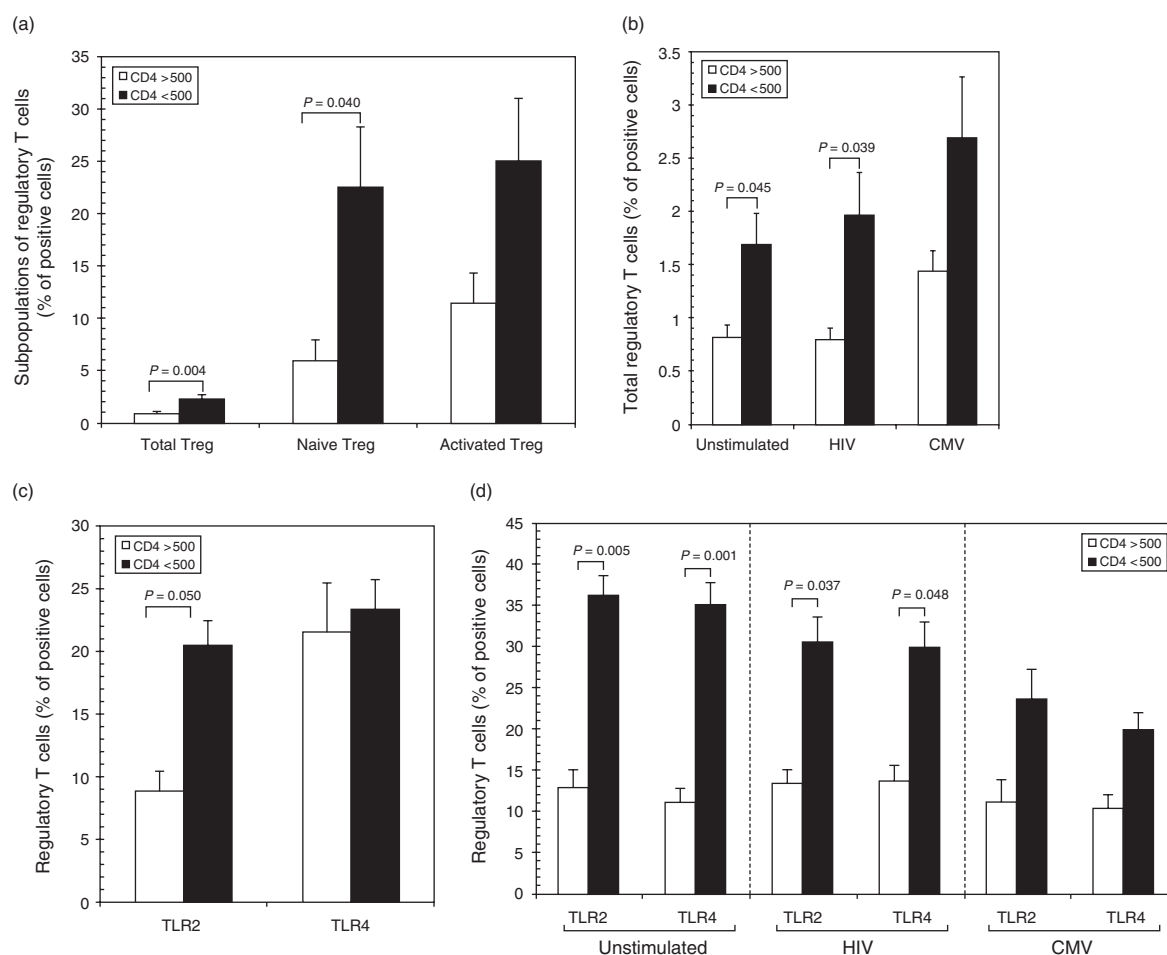 (a)
Subpopulations of regulatory T cells
(% of positive cells)
35
30
25
20
15
10
5
0
CD4 >500
CD4 <500
P = 0.004
P = 0.040
Total Treg
Naive Treg
Activated Treg
(b)
Total regulatory T cells (% of positive cells)
3.5
3
2.5
2
1.5
1
0.5
0
CD4 >500
CD4 <500
P = 0.045
P = 0.039
Unstimulated
HIV
CMV
(c)
Regulatory T cells (% of positive cells)
30
25
20
15
10
5
0
CD4 >500
CD4 <500
P = 0.050
TLR2
TLR4
(d)
Regulatory T cells (% of positive cells)
45
40
35
30
25
20
15
10
5
0
CD4 >500
CD4 <500
P = 0.005
P = 0.001
P = 0.037
P = 0.048
TLR2
TLR4
TLR2
TLR4
TLR2
TLR4
Unstimulated
HIV
CMV